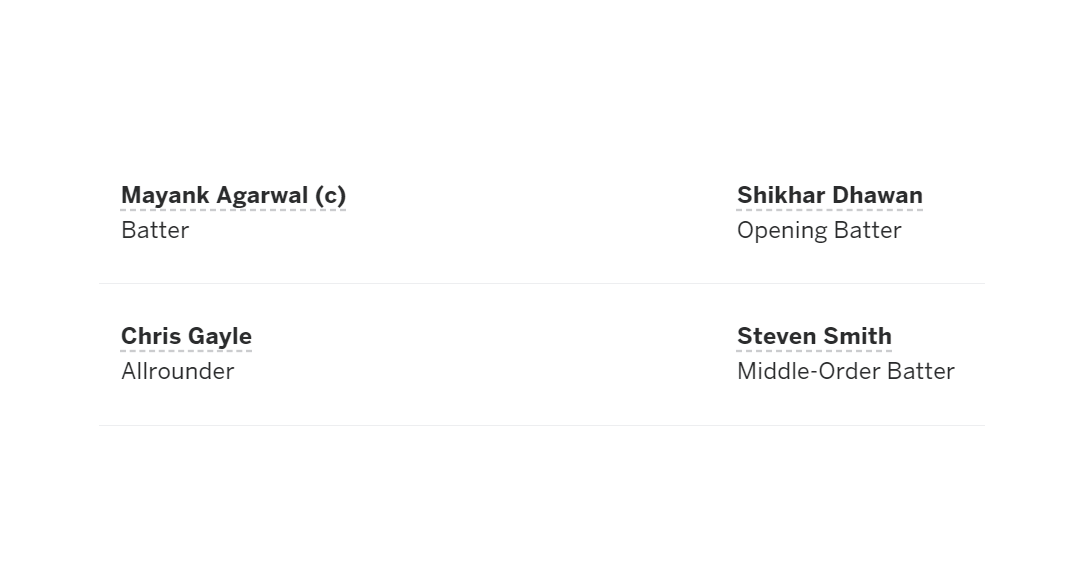 Mayank Agarwal (c)
Batter
Shikhar Dhawan
Opening Batter
Chris Gayle
Allrounder
Steven Smith
Middle-Order Batter